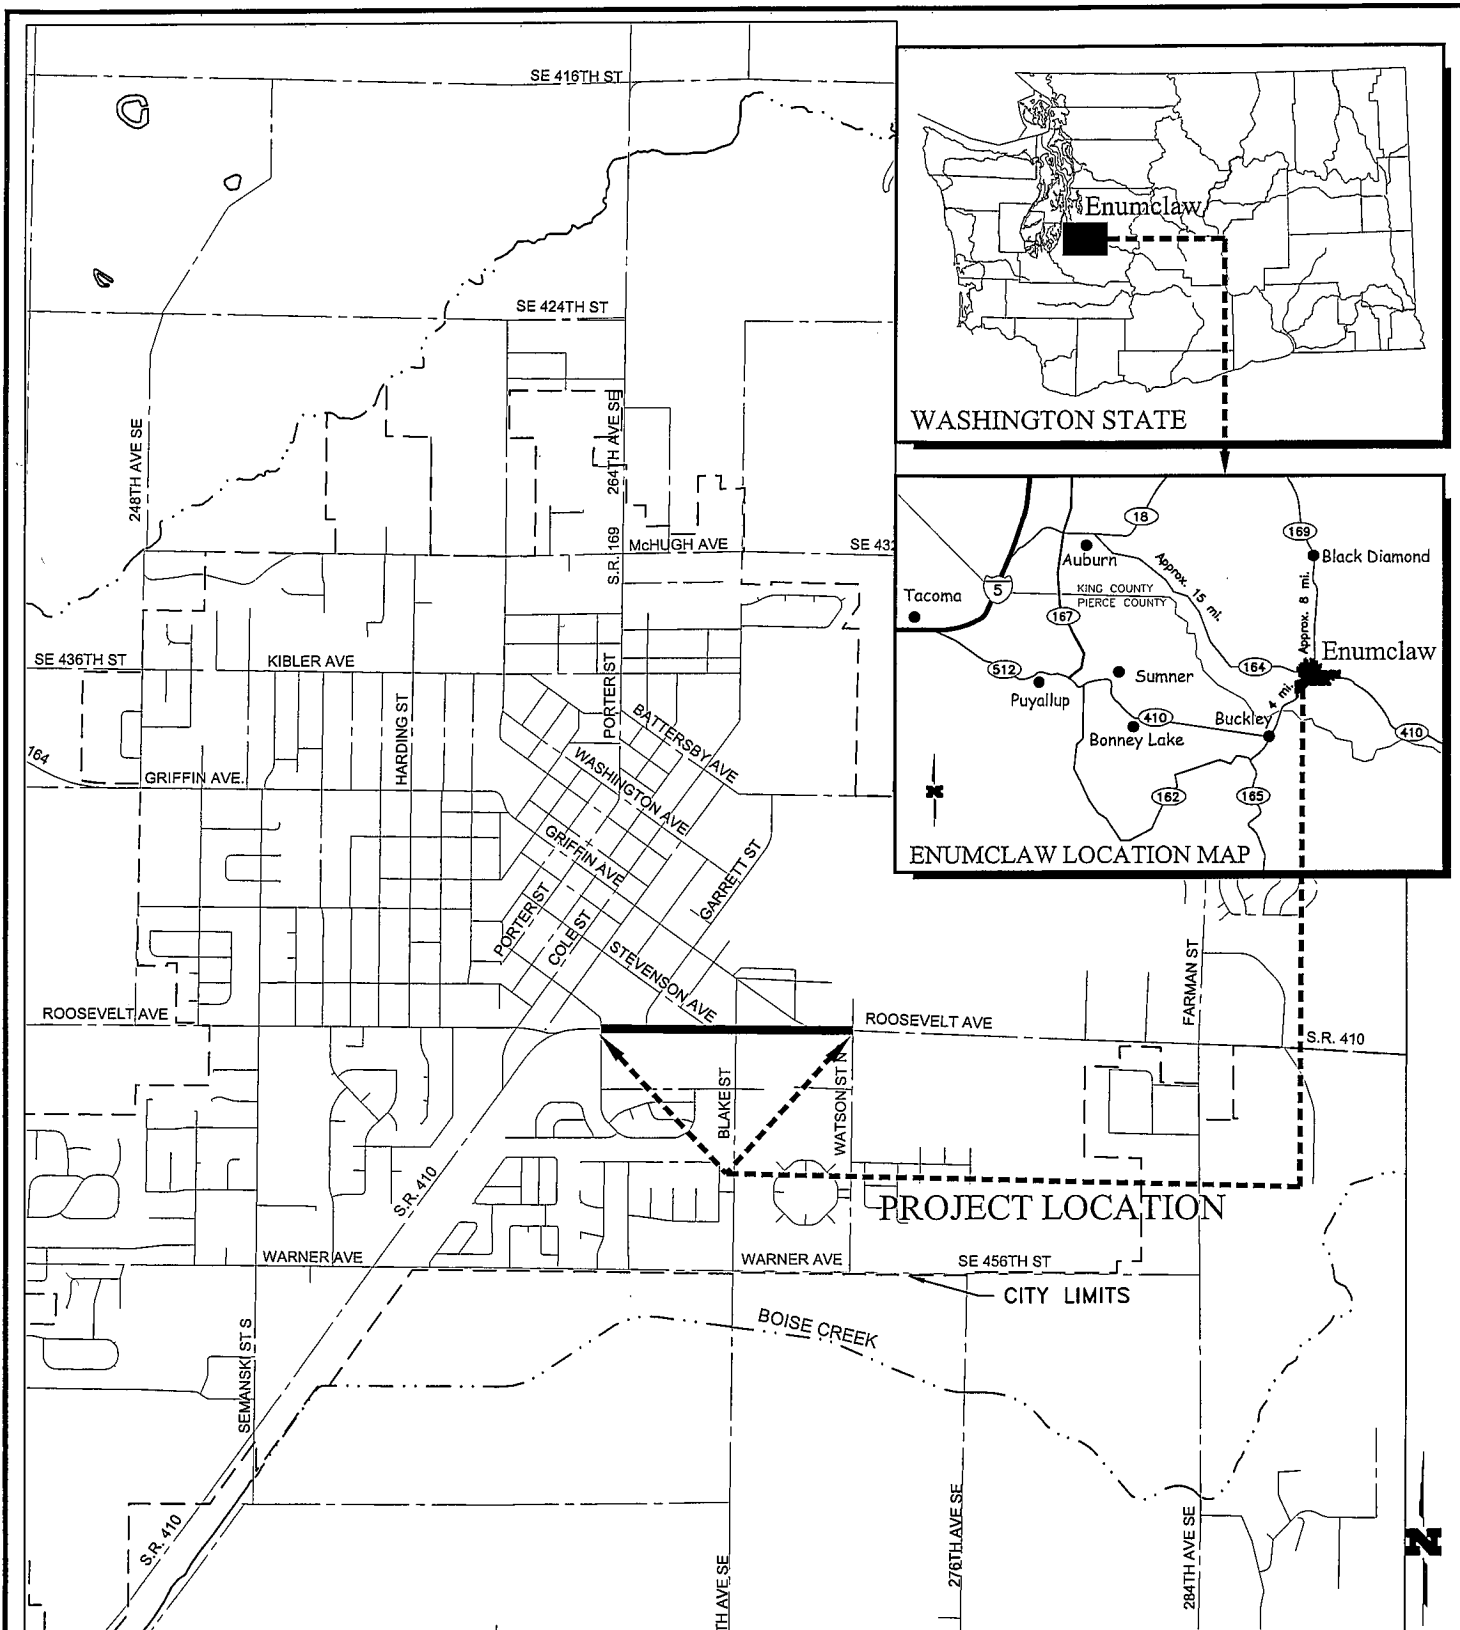 SE 416TH ST
SE 424TH ST
248TH AVE SE
264TH AVE SE
S.R. 169
McHUGH AVE
SE 432
SE 436TH ST
KIBLER AVE
HARDING ST
PORTER ST
BATTERSBY AVE
WASHINGTON AVE
164
GRIFFIN AVE.
GRIFFIN AVE
GARRETT ST
PORTER ST
COLE ST
STEVENSON AVE
ROOSEVELT AVE
ROOSEVELT AVE
FARMAN ST
S.R. 410
BLAKE ST
WATSON ST N
S.R. 410
PROJECT LOCATION
WARNER AVE
WARNER AVE
SE 456TH ST
CITY LIMITS
BOISE CREEK
SEMANSKI ST S
S.R. 410
TH AVE SE
276TH AVE SE
284TH AVE SE
N
Enumclaw
WASHINGTON STATE
18
169
Auburn
Black Diamond
Approx. 15 mi.
Approx. 8 mi.
5
KING COUNTY
PIERCE COUNTY
Tacoma
167
Enumclaw
512
164
Sumner
Puyallup
4 mi.
410
Buckley
Bonney Lake
410
162
165
N
ENUMCLAW LOCATION MAP